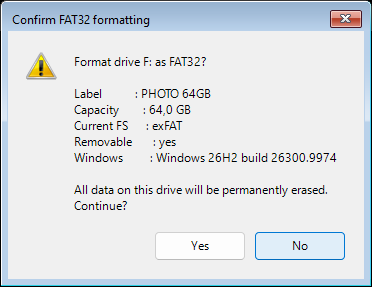 Confirm FAT32 formatting
Format drive F: as FAT32?
Label : PHOTO 64GB
Capacity : 64,0 GB
Current FS : exFAT
Removable : yes
Windows : Windows 26H2 build 26300.9974
All data on this drive will be permanently erased.
Continue?
Yes No